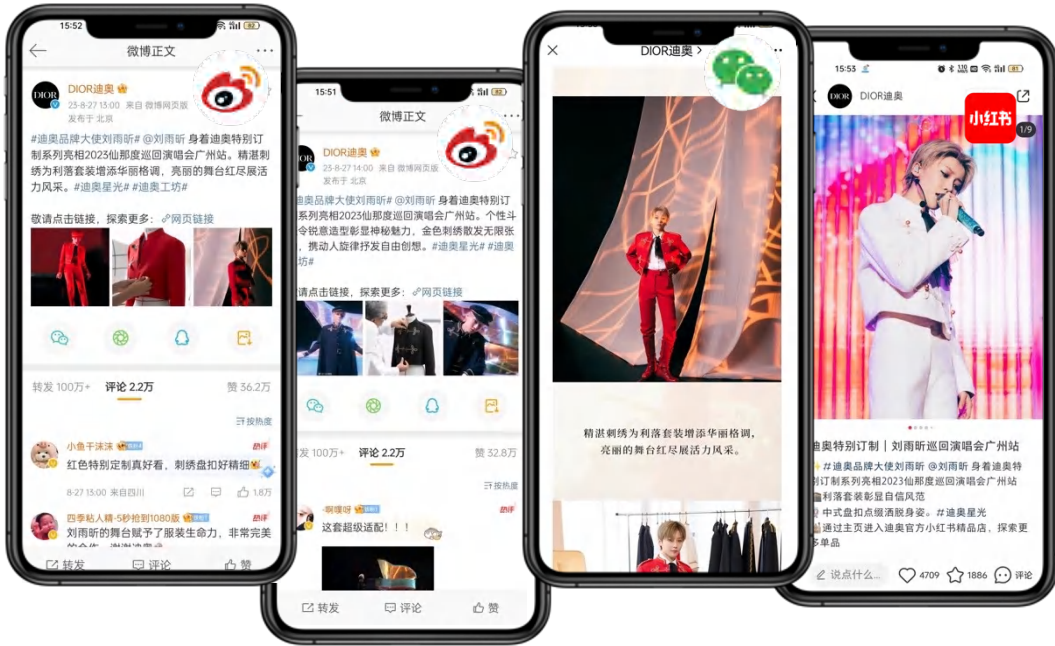 15:52
微博正文
DIOR
DIOR迪奥
23-8-27 13:00 来自 微博网页版
发布于 北京
#迪奥品牌大使刘雨昕# @刘雨昕 身着迪奥特别订
制系列亮相2023仙那度巡回演唱会广州站。精湛刺
绣为利落套装增添华丽格调，亮丽的舞台红尽展活
力风采。#迪奥星光# #迪奥工坊#
敬请点击链接，探索更多：网页链接
转发 100万+ 评论 2.2万 赞 36.2万
按热度
小鱼干沫沫
热评
红色特别定制真好看，刺绣盘扣好精细
8-27 13:00 来自四川
1.8万
四季粘人精-5秒抢到1080版
热评
刘雨昕的舞台赋予了服装生命力，非常完美
转发 评论 赞
15:51
微博正文
DIOR迪奥
23-8-27 14:00 来自 微博网页版
发布于 北京
奥品牌大使刘雨昕# @刘雨昕 身着迪奥特别订
系列亮相2023仙那度巡回演唱会广州站。个性斗
令锐意造型彰显神秘魅力，金色刺绣散发无限张
，携动人旋律抒发自由创想。#迪奥星光# #迪奥
坊#
请点击链接，探索更多：网页链接
发 100万+ 评论 2.2万 赞 32.8万
按热度
热评
这套超级适配！！！
转发 评论 赞
DIOR迪奥
精湛刺绣为利落套装增添华丽格调，
亮丽的舞台红尽展活力风采。
15:53
DIOR
DIOR迪奥
小红书
1/9
迪奥特别订制｜刘雨昕巡回演唱会广州站
#迪奥品牌大使刘雨昕 @刘雨昕 身着迪奥特
别订制系列亮相2023仙那度巡回演唱会广州站
利落套装彰显自信风范
中式盘扣点缀洒脱身姿。#迪奥星光
通过主页进入迪奥官方小红书精品店，探索更
多单品
说点什么... 4709 1886 评论